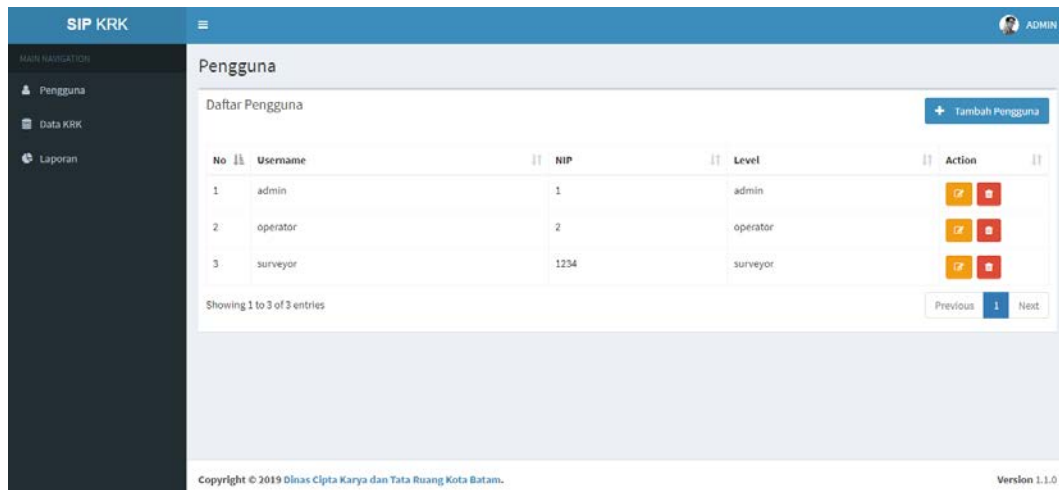 SIP KRK
ADMIN
MAIN NAVIGATION
Pengguna
Data KRK
Laporan
Pengguna
Daftar Pengguna
Tambah Pengguna
No Username NIP Level Action
1 admin 1 admin
2 operator 2 operator
3 surveyor 1234 surveyor
Showing 1 to 3 of 3 entries
Previous 1 Next
Copyright © 2019 Dinas Cipta Karya dan Tata Ruang Kota Batam.
Version 1.1.0